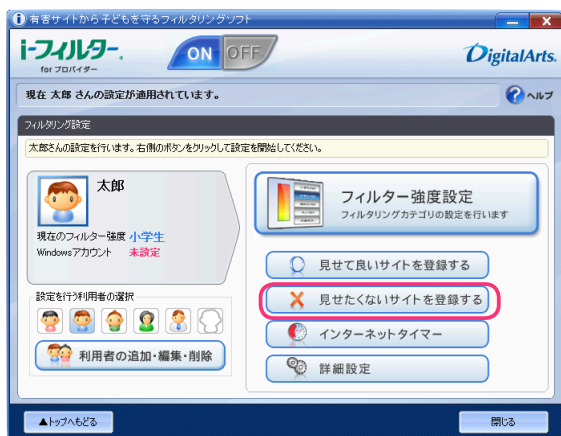 有害サイトから子どもを守るフィルタリングソフト
i-フィルター.
for プロバイダー
ON OFF
DigitalArts.
現在 太郎 さんの設定が適用されています。
ヘルプ
フィルタリング設定
太郎さんの設定を行います。右側のボタンをクリックして設定を開始してください。
太郎
現在のフィルター強度 小学生
Windowsアカウント 未設定
設定を行う利用者の選択
利用者の追加・編集・削除
フィルター強度設定
フィルタリングカテゴリの設定を行います
見せて良いサイトを登録する
見せたくないサイトを登録する
インターネットタイマー
詳細設定
▲トップへもどる
閉じる